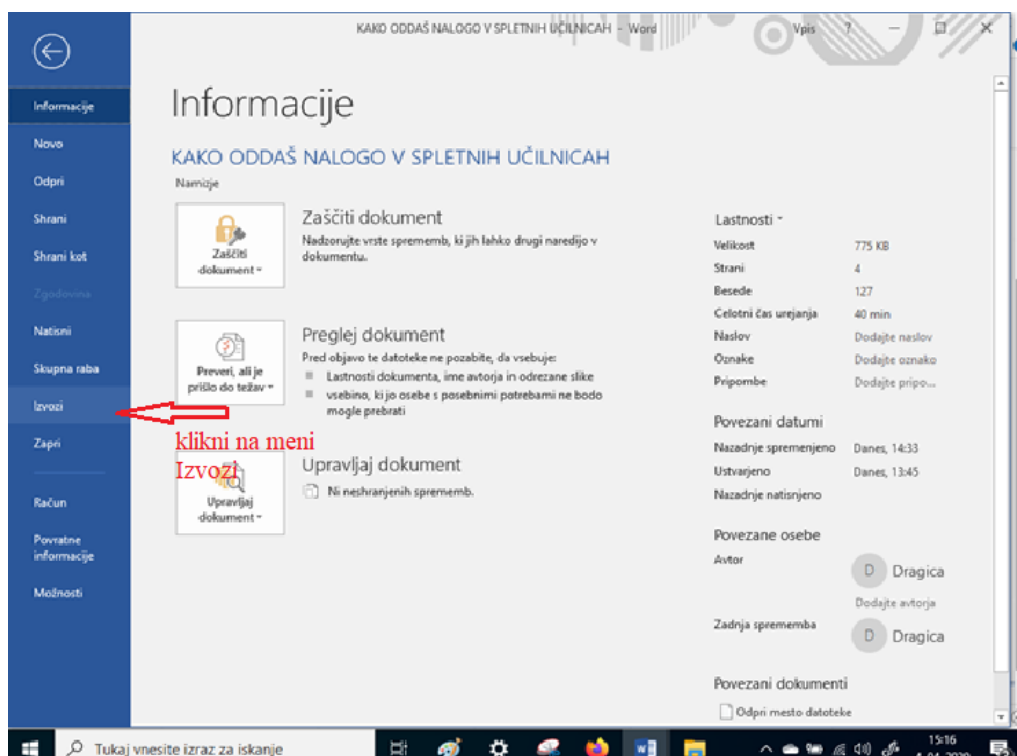 KAKO ODDAŠ NALOGO V SPLETNIH UČILNICAH - Word
Vpis
?
Informacije
Novo
Odpri
Shrani
Shrani kot
Zgodovina
Natisni
Skupna raba
Izvozi
Zapri
Račun
Povratne
informacije
Možnosti
Informacije
KAKO ODDAŠ NALOGO V SPLETNIH UČILNICAH
Namizje
Zaščiti
dokument
Zaščiti dokument
Nadzorujte vrste sprememb, ki jih lahko drugi naredijo v
dokumentu.
Preveri, ali je
prišlo do težav
Preglej dokument
Pred objavo te datoteke ne pozabite, da vsebuje:
Lastnosti dokumenta, ime avtorja in odrezane slike
vsebino, ki jo osebe s posebnimi potrebami ne bodo
mogle prebrati
klikni na meni
Izvozi
Upravljaj
dokument
Upravljaj dokument
Ni neshranjenih sprememb.
Lastnosti
Velikost 775 KB
Strani 4
Besede 127
Celotni čas urejanja 40 min
Naslov Dodajte naslov
Oznake Dodajte oznako
Pripombe Dodajte pripo...
Povezani datumi
Nazadnje spremenjeno Danes, 14:33
Ustvarjeno Danes, 13:45
Nazadnje natisnjeno
Povezane osebe
Avtor D Dragica
Dodajte avtorja
Zadnja sprememba D Dragica
Povezani dokumenti
Odpri mesto datoteke
Tukaj vnesite izraz za iskanje
15:16